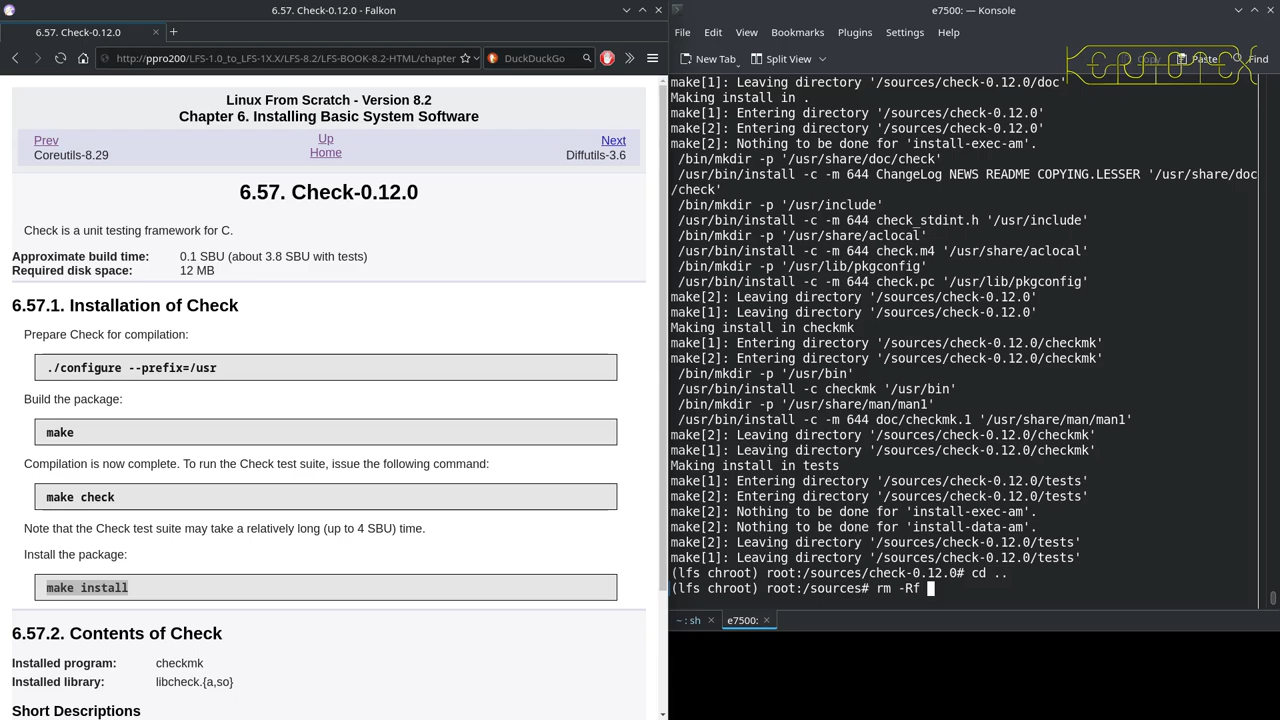 6.57. Check-0.12.0 - Falkon
6.57. Check-0.12.0
http://ppro200/LFS-1.0_to_LFS-1X.X/LFS-8.2/LFS-BOOK-8.2-HTML/chapter
DuckDuckGo
Linux From Scratch - Version 8.2
Chapter 6. Installing Basic System Software
Prev
Up
Next
Coreutils-8.29
Home
Diffutils-3.6
6.57. Check-0.12.0
Check is a unit testing framework for C.
Approximate build time: 0.1 SBU (about 3.8 SBU with tests)
Required disk space: 12 MB
6.57.1. Installation of Check
Prepare Check for compilation:
./configure --prefix=/usr
Build the package:
make
Compilation is now complete. To run the Check test suite, issue the following command:
make check
Note that the Check test suite may take a relatively long (up to 4 SBU) time.
Install the package:
make install
6.57.2. Contents of Check
Installed program: checkmk
Installed library: libcheck.{a,so}
Short Descriptions
e7500: — Konsole
File Edit View Bookmarks Plugins Settings Help
New Tab Split View Copy Paste Find
make[1]: Leaving directory '/sources/check-0.12.0/doc'
Making install in .
make[1]: Entering directory '/sources/check-0.12.0'
make[2]: Entering directory '/sources/check-0.12.0'
make[2]: Nothing to be done for 'install-exec-am'.
/bin/mkdir -p '/usr/share/doc/check'
/usr/bin/install -c -m 644 ChangeLog NEWS README COPYING.LESSER '/usr/share/doc
/check'
/bin/mkdir -p '/usr/include'
/usr/bin/install -c -m 644 check_stdint.h '/usr/include'
/bin/mkdir -p '/usr/share/aclocal'
/usr/bin/install -c -m 644 check.m4 '/usr/share/aclocal'
/bin/mkdir -p '/usr/lib/pkgconfig'
/usr/bin/install -c -m 644 check.pc '/usr/lib/pkgconfig'
make[2]: Leaving directory '/sources/check-0.12.0'
make[1]: Leaving directory '/sources/check-0.12.0'
Making install in checkmk
make[1]: Entering directory '/sources/check-0.12.0/checkmk'
make[2]: Entering directory '/sources/check-0.12.0/checkmk'
/bin/mkdir -p '/usr/bin'
/usr/bin/install -c checkmk '/usr/bin'
/bin/mkdir -p '/usr/share/man/man1'
/usr/bin/install -c -m 644 doc/checkmk.1 '/usr/share/man/man1'
make[2]: Leaving directory '/sources/check-0.12.0/checkmk'
make[1]: Leaving directory '/sources/check-0.12.0/checkmk'
Making install in tests
make[1]: Entering directory '/sources/check-0.12.0/tests'
make[2]: Entering directory '/sources/check-0.12.0/tests'
make[2]: Nothing to be done for 'install-exec-am'.
make[2]: Nothing to be done for 'install-data-am'.
make[2]: Leaving directory '/sources/check-0.12.0/tests'
make[1]: Leaving directory '/sources/check-0.12.0/tests'
(lfs chroot) root:/sources/check-0.12.0# cd ..
(lfs chroot) root:/sources# rm -Rf
~ : sh
e7500: